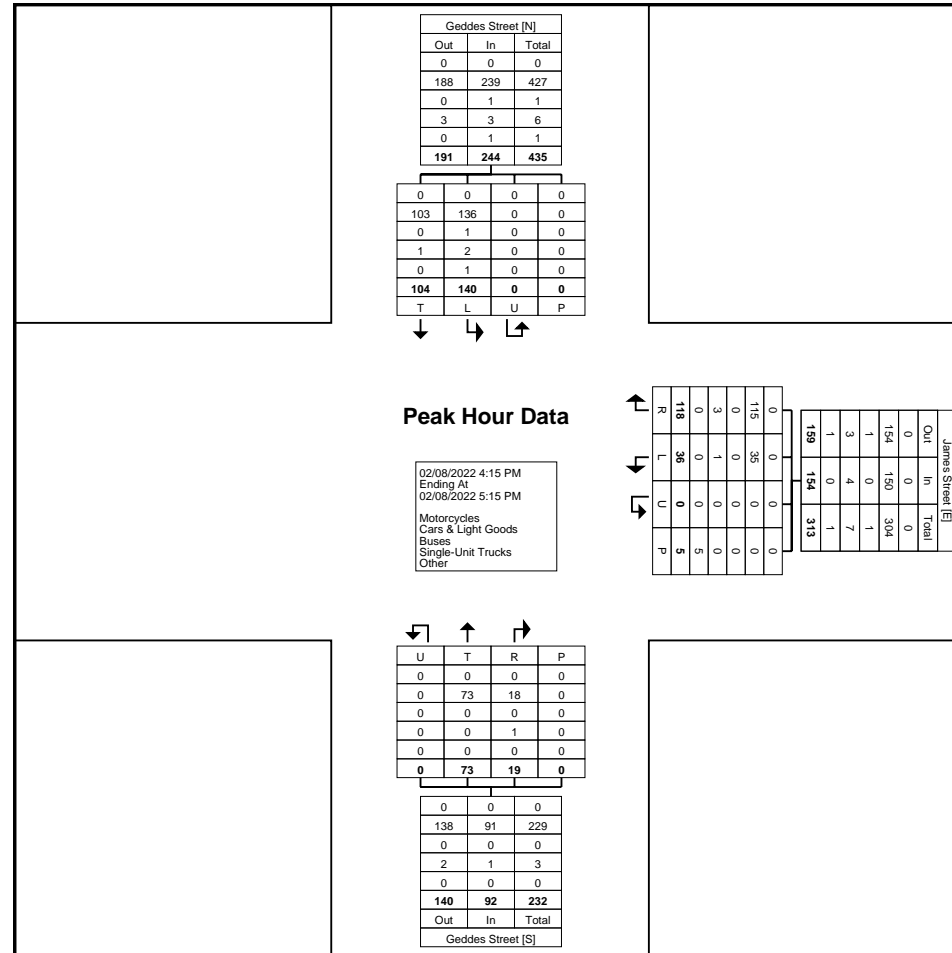 Geddes Street [N]
Out In Total
0 0 0
188 239 427
0 1 1
3 3 6
0 1 1
191 244 435
0 0 0 0
103 136 0 0
0 1 0 0
1 2 0 0
0 1 0 0
104 140 0 0
T L U P
Peak Hour Data
02/08/2022 4:15 PM
Ending At
02/08/2022 5:15 PM
Motorcycles
Cars & Light Goods
Buses
Single-Unit Trucks
Other
James Street [E]
Out In Total
0 0 0
154 150 304
1 0 1
3 4 7
1 0 1
159 154 313
0 0 0 0
115 35 0 0
0 0 0 0
3 1 0 0
0 0 0 5
118 36 0 5
R L U P
U T R P
0 0 0 0
0 73 18 0
0 0 0 0
0 0 1 0
0 0 0 0
0 73 19 0
0 0 0
138 91 229
0 0 0
2 1 3
0 0 0
140 92 232
Out In Total
Geddes Street [S]